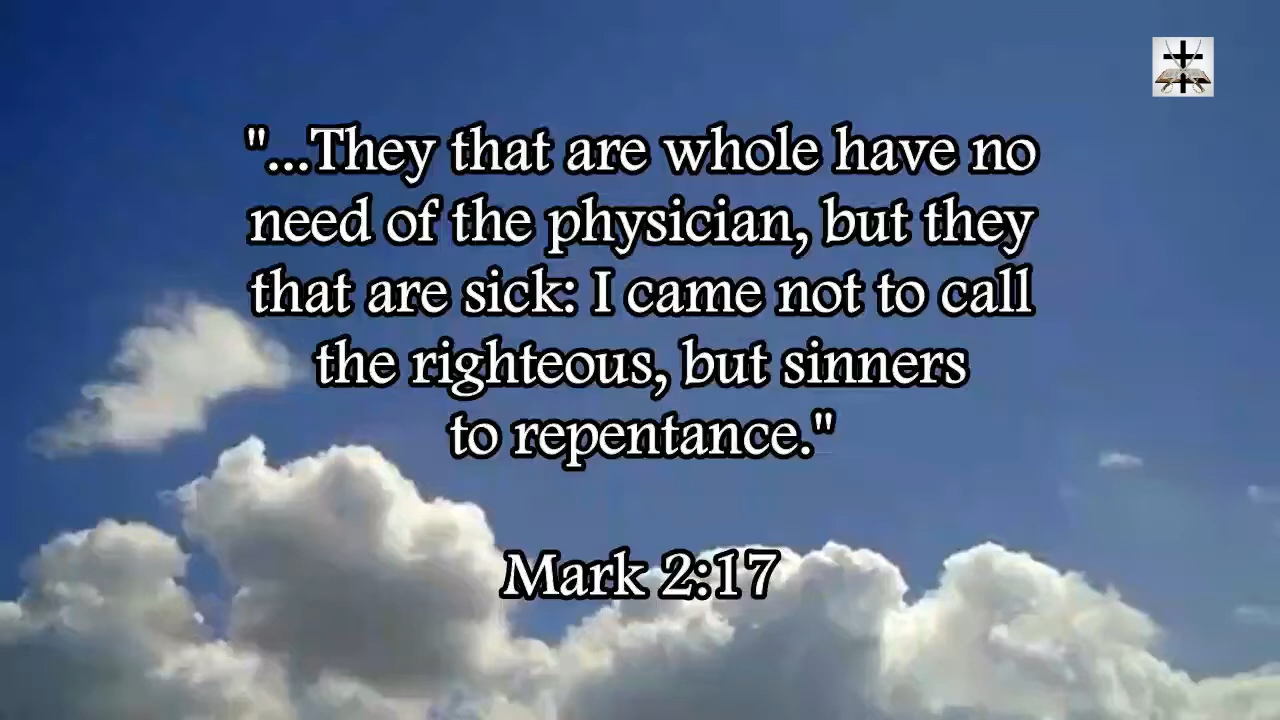 "...They that are whole have no
need of the physician, but they
that are sick: I came not to call
the righteous, but sinners
to repentance."
Mark 2:17